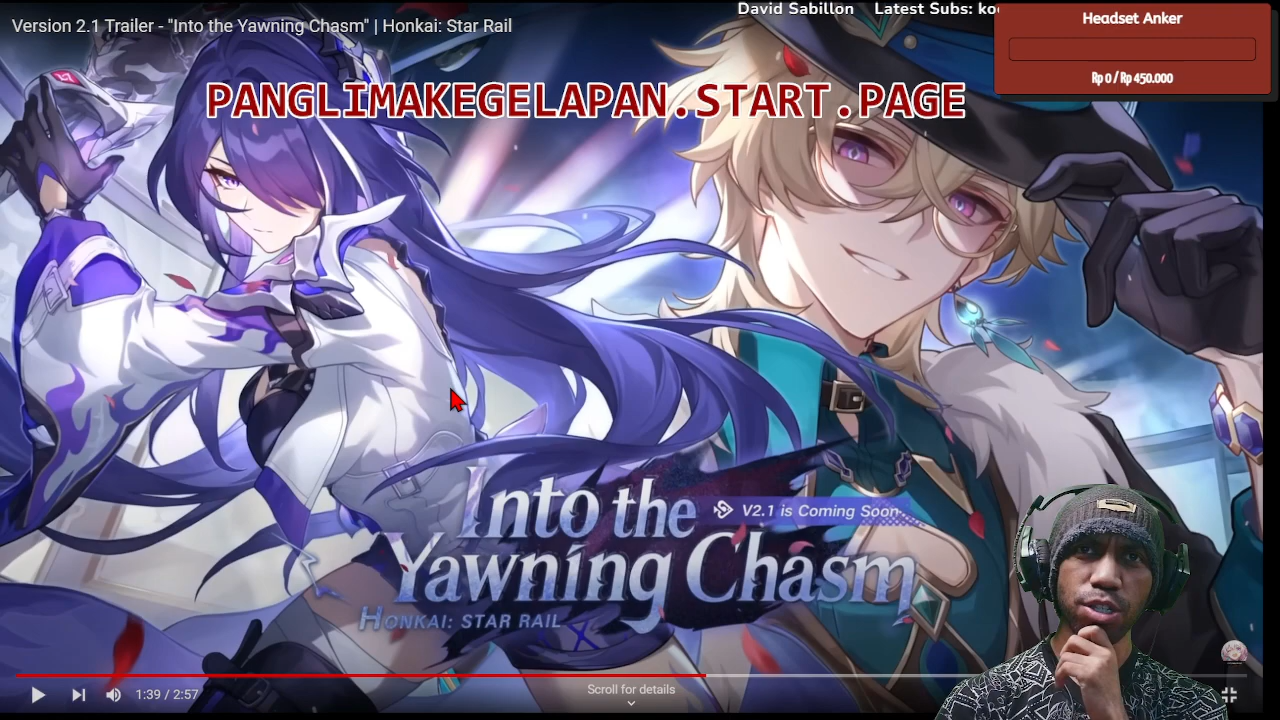 David Sabillon Latest Subs: ko
Version 2.1 Trailer - "Into the Yawning Chasm" | Honkai: Star Rail
Headset Anker
Rp 0 / Rp 450.000
PANGLIMAKEGELAPAN.START.PAGE
Into the
V2.1 is Coming Soon
Yawning Chasm
HONKAI: STAR RAIL
1:39 / 2:57
Scroll for details